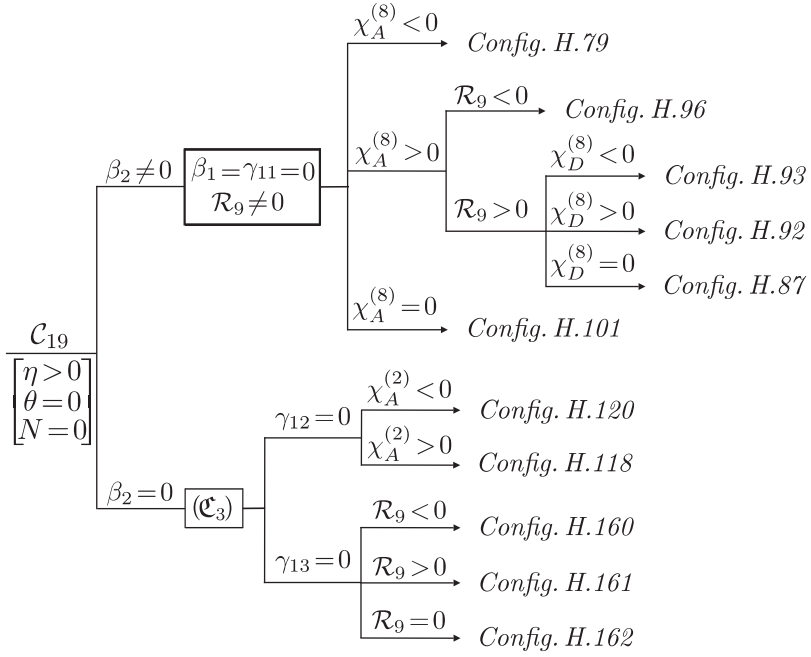 χ_A^(8) < 0
Config. H.79
R_9 < 0
Config. H.96
β_2 ≠ 0
β_1 = γ_11 = 0
R_9 ≠ 0
χ_A^(8) > 0
χ_D^(8) < 0
Config. H.93
R_9 > 0
χ_D^(8) > 0
Config. H.92
χ_D^(8) = 0
Config. H.87
χ_A^(8) = 0
Config. H.101
C_19
η > 0
θ = 0
N = 0
χ_A^(2) < 0
Config. H.120
γ_12 = 0
χ_A^(2) > 0
Config. H.118
β_2 = 0
(ℭ_3)
R_9 < 0
Config. H.160
γ_13 = 0
R_9 > 0
Config. H.161
R_9 = 0
Config. H.162